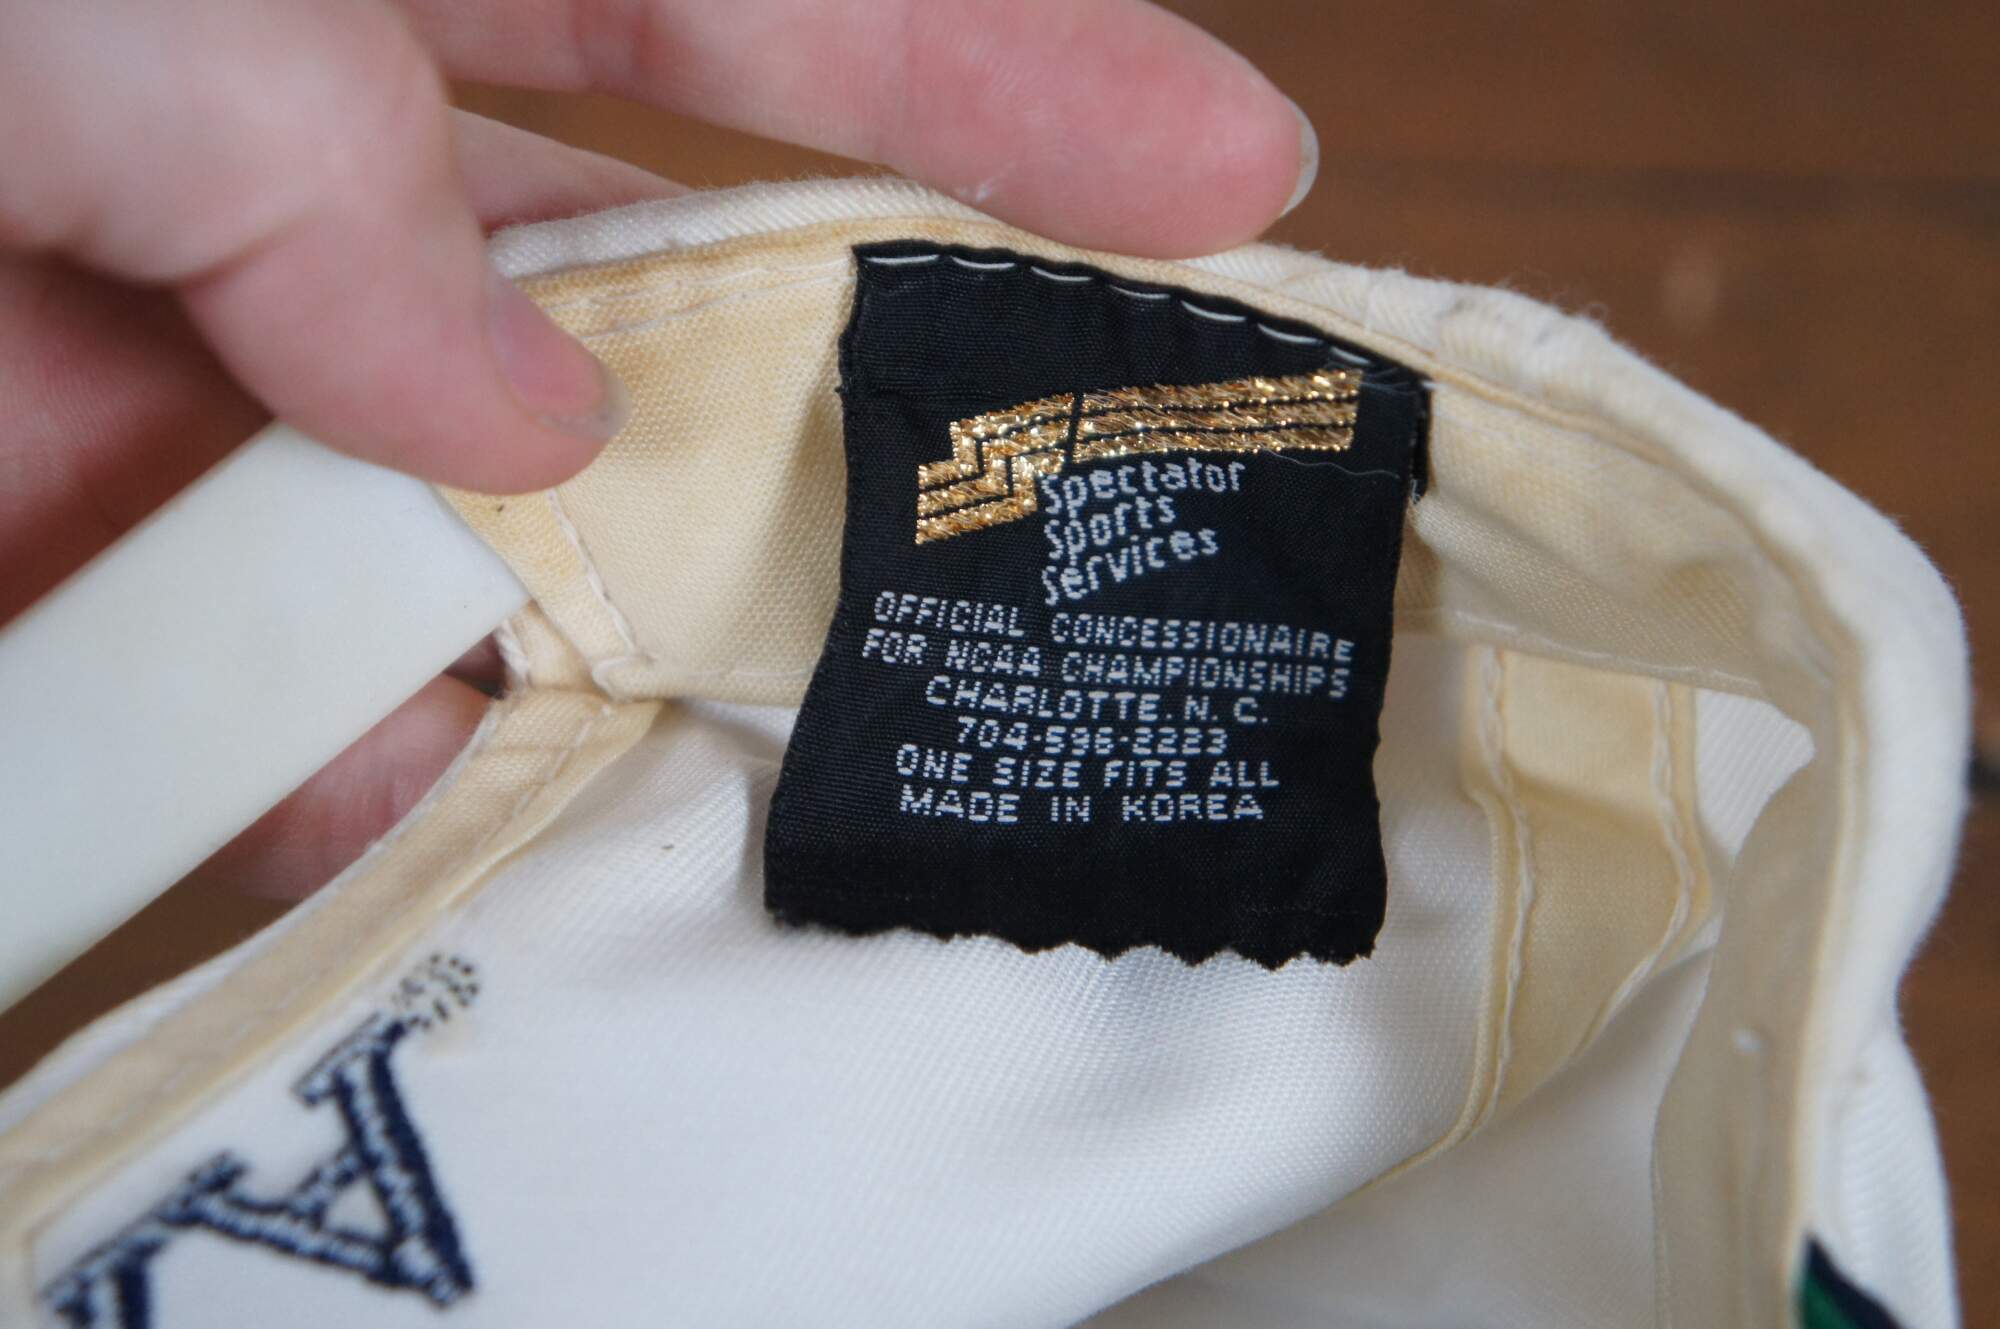 Spectator
Sports
Services
OFFICIAL CONCESSIONAIRE
FOR NCAA CHAMPIONSHIPS
CHARLOTTE, N. C.
704-596-2223
ONE SIZE FITS ALL
MADE IN KOREA
A